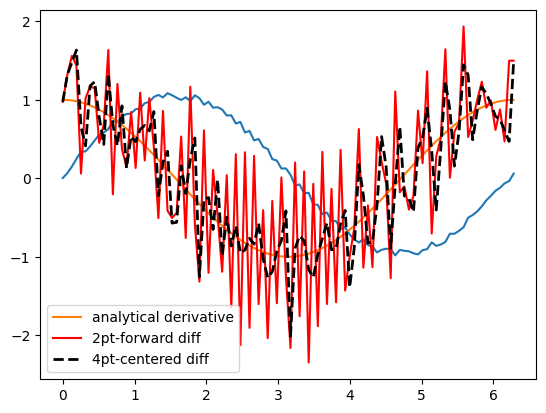 2
1
0
−1
−2
analytical derivative
2pt-forward diff
4pt-centered diff
0 1 2 3 4 5 6